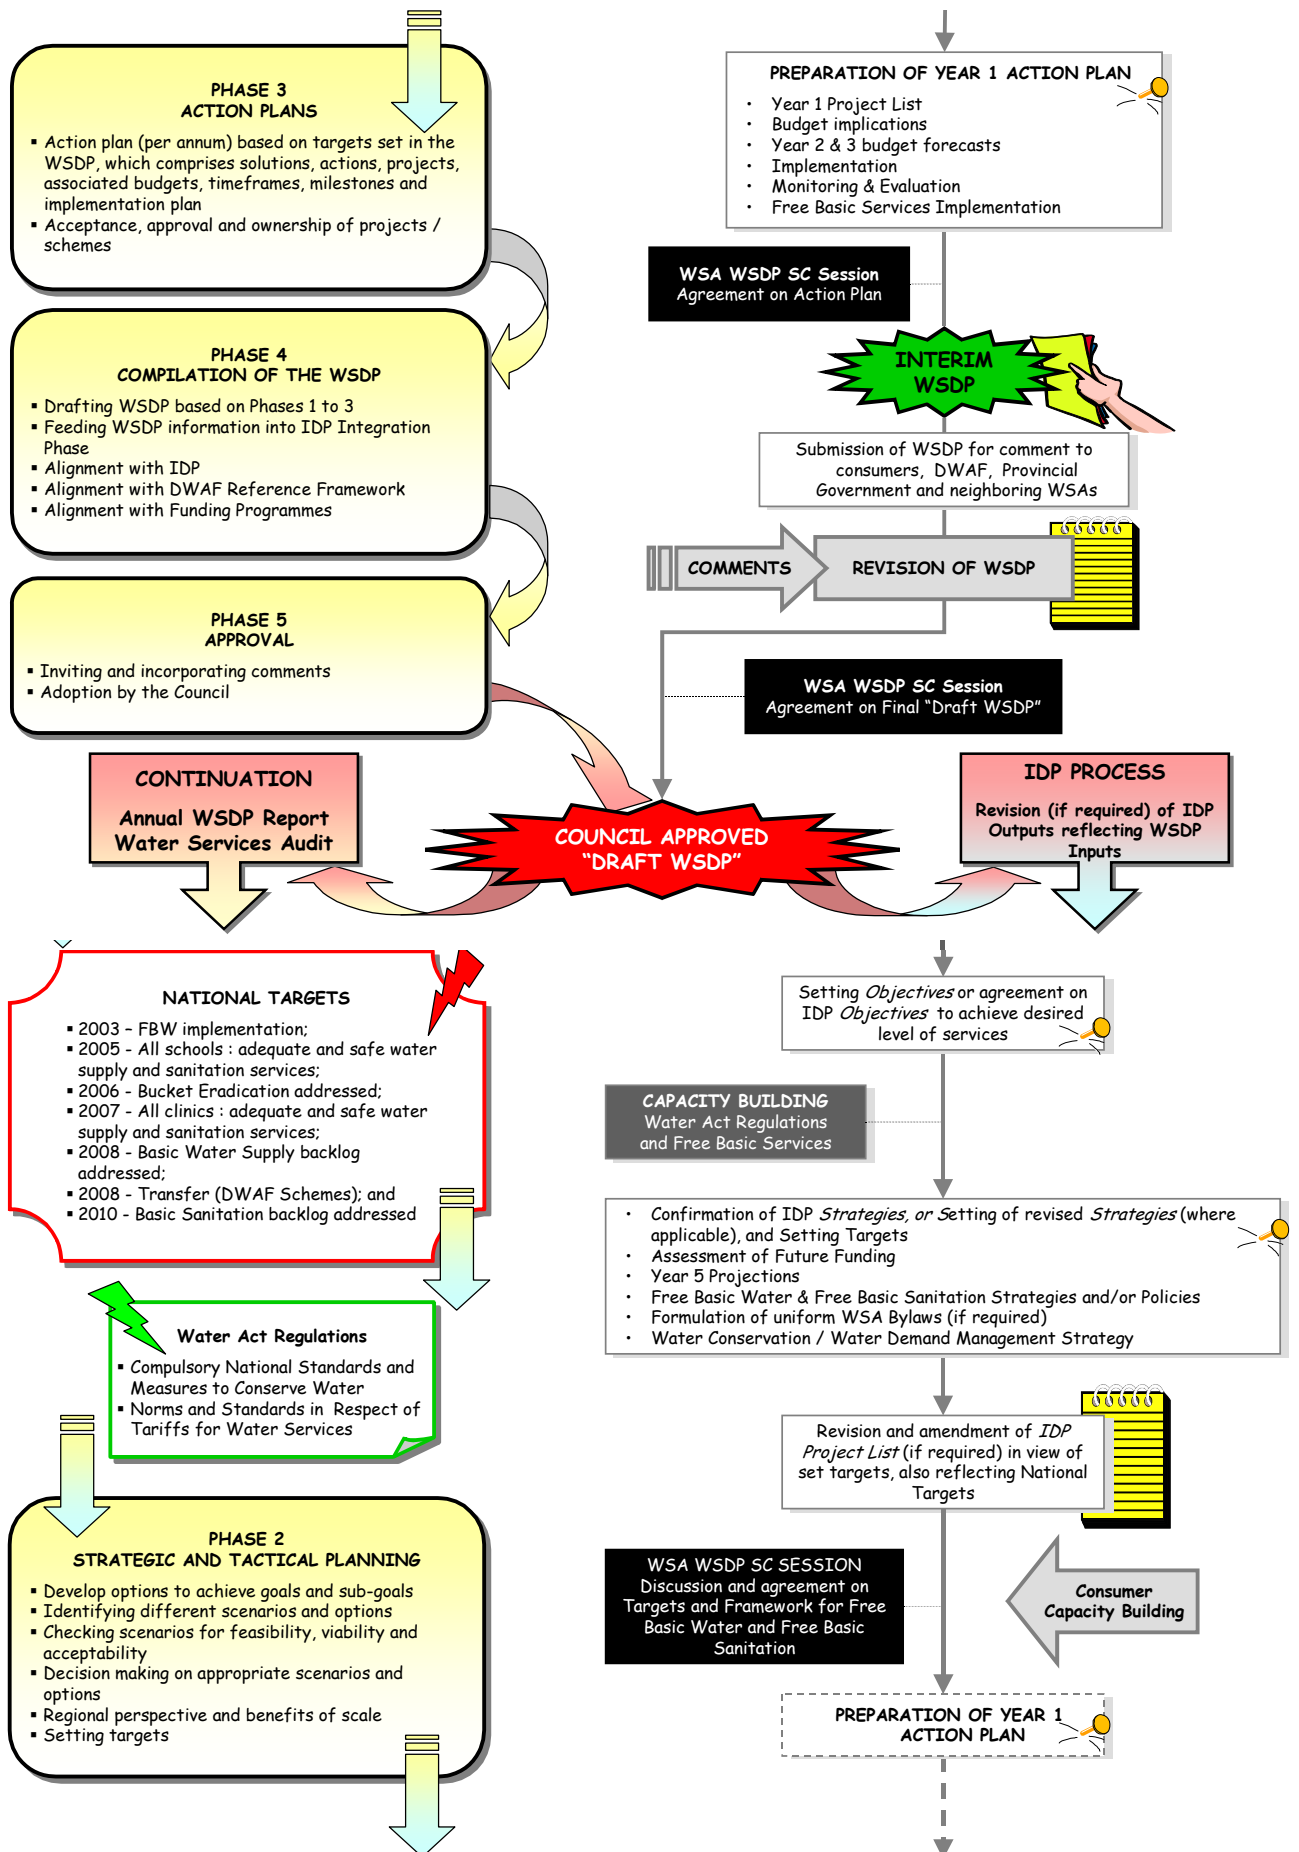 PHASE 3
ACTION PLANS
▪ Action plan (per annum) based on targets set in the
WSDP, which comprises solutions, actions, projects,
associated budgets, timeframes, milestones and
implementation plan
▪ Acceptance, approval and ownership of projects /
schemes
PHASE 4
COMPILATION OF THE WSDP
▪ Drafting WSDP based on Phases 1 to 3
▪ Feeding WSDP information into IDP Integration
Phase
▪ Alignment with IDP
▪ Alignment with DWAF Reference Framework
▪ Alignment with Funding Programmes
PHASE 5
APPROVAL
▪ Inviting and incorporating comments
▪ Adoption by the Council
PREPARATION OF YEAR 1 ACTION PLAN
• Year 1 Project List
• Budget implications
• Year 2 & 3 budget forecasts
• Implementation
• Monitoring & Evaluation
• Free Basic Services Implementation
WSA WSDP SC Session
Agreement on Action Plan
INTERIM
WSDP
Submission of WSDP for comment to
consumers, DWAF, Provincial
Government and neighboring WSAs
COMMENTS
REVISION OF WSDP
WSA WSDP SC Session
Agreement on Final “Draft WSDP”
CONTINUATION
Annual WSDP Report
Water Services Audit
COUNCIL APPROVED
“DRAFT WSDP”
IDP PROCESS
Revision (if required) of IDP
Outputs reflecting WSDP
Inputs
NATIONAL TARGETS
▪ 2003 – FBW implementation;
▪ 2005 - All schools : adequate and safe water
supply and sanitation services;
▪ 2006 - Bucket Eradication addressed;
▪ 2007 - All clinics : adequate and safe water
supply and sanitation services;
▪ 2008 - Basic Water Supply backlog
addressed;
▪ 2008 - Transfer (DWAF Schemes); and
▪ 2010 - Basic Sanitation backlog addressed
Water Act Regulations
▪ Compulsory National Standards and
Measures to Conserve Water
▪ Norms and Standards in Respect of
Tariffs for Water Services
PHASE 2
STRATEGIC AND TACTICAL PLANNING
▪ Develop options to achieve goals and sub-goals
▪ Identifying different scenarios and options
▪ Checking scenarios for feasibility, viability and
acceptability
▪ Decision making on appropriate scenarios and
options
▪ Regional perspective and benefits of scale
▪ Setting targets
Setting Objectives or agreement on
IDP Objectives to achieve desired
level of services
CAPACITY BUILDING
Water Act Regulations
and Free Basic Services
• Confirmation of IDP Strategies, or Setting of revised Strategies (where
applicable), and Setting Targets
• Assessment of Future Funding
• Year 5 Projections
• Free Basic Water & Free Basic Sanitation Strategies and/or Policies
• Formulation of uniform WSA Bylaws (if required)
• Water Conservation / Water Demand Management Strategy
Revision and amendment of IDP
Project List (if required) in view of
set targets, also reflecting National
Targets
WSA WSDP SC SESSION
Discussion and agreement on
Targets and Framework for Free
Basic Water and Free Basic
Sanitation
Consumer
Capacity Building
PREPARATION OF YEAR 1
ACTION PLAN